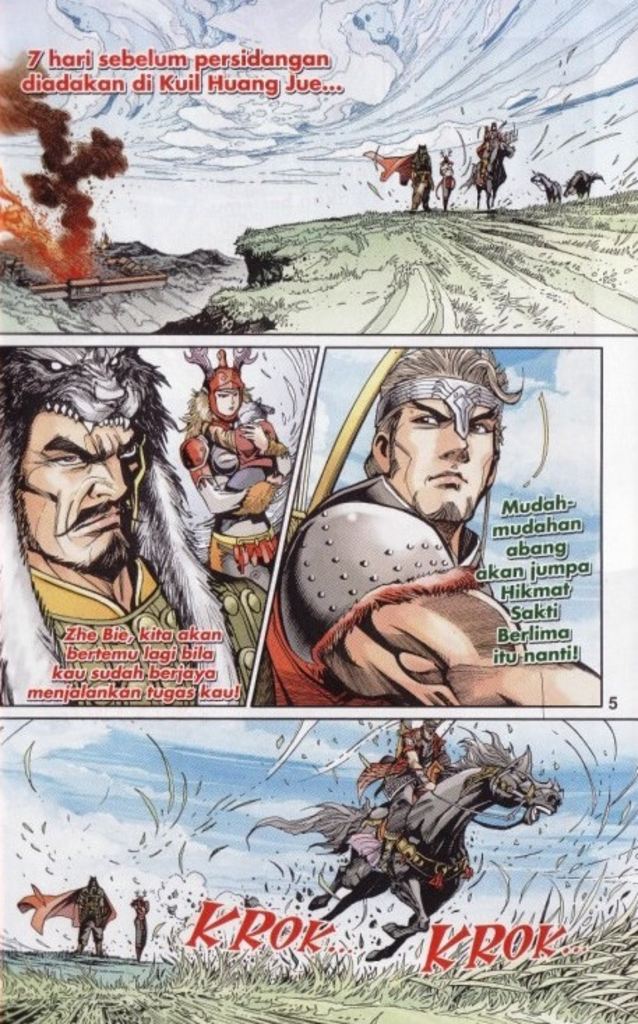 7 hari sebelum persidangan
diadakan di Kuil Huang Jue...
Zhe Bie, kita akan
bertemu lagi bila
kau sudah berjaya
menjalankan tugas kau!
Mudah-
mudahan
abang
akan jumpa
Hikmat
Sakti
Berlima
itu nanti!
5
KROK...
KROK...